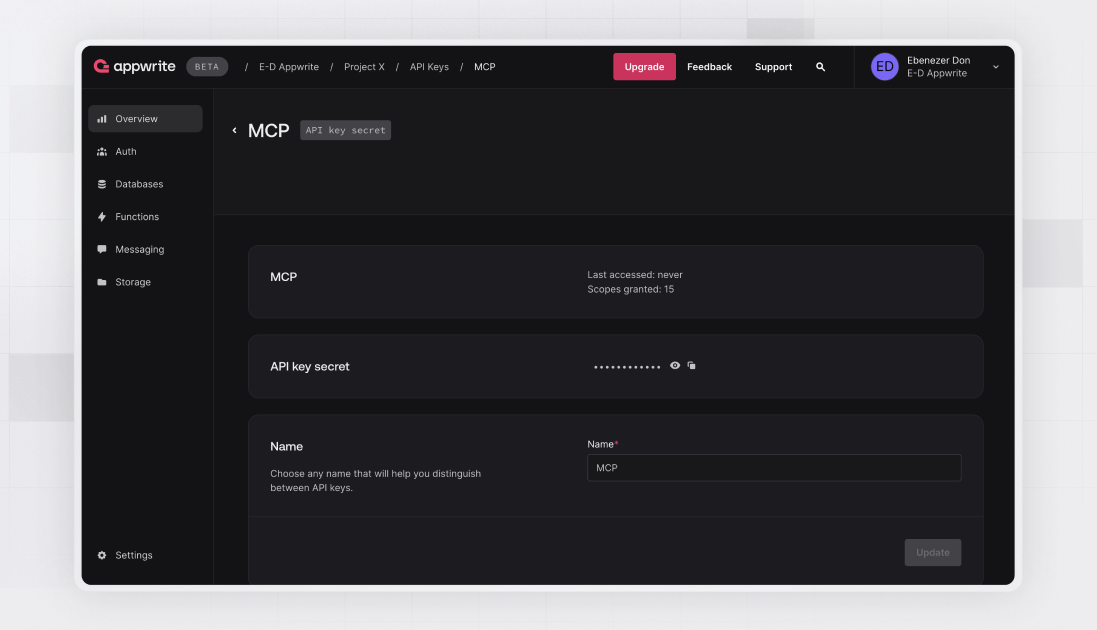 appwrite BETA / E-D Appwrite / Project X / API Keys / MCP Upgrade Feedback Support ED Ebenezer Don
E-D Appwrite
Overview
Auth
Databases
Functions
Messaging
Storage
Settings
MCP API key secret
MCP
Last accessed: never
Scopes granted: 15
API key secret ••••••••••••
Name
Choose any name that will help you distinguish
between API keys.
Name*
MCP
Update